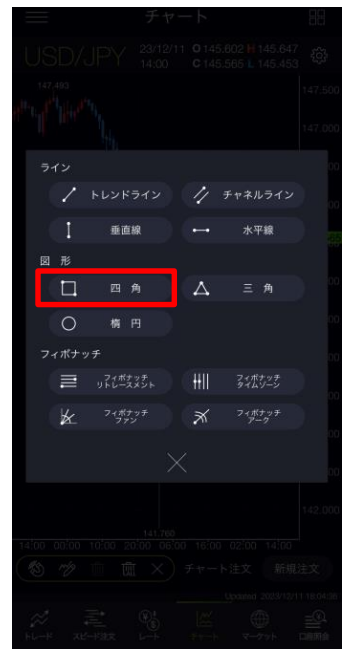 チャート
USD/JPY 23/12/11 O 145.602 H 145.647
14:00 C 145.565 L 145.453
147.483
147.500
147.000
ライン
トレンドライン チャネルライン
垂直線 水平線
図 形
四 角 三 角
楕 円
フィボナッチ
フィボナッチ
リトレースメント
フィボナッチ
タイムゾーン
フィボナッチ
ファン
フィボナッチ
アーク
142.000
141.760
14:00 00:00 10:00 20:00 06:00 16:00 02:00 14:00
チャート注文 新規注文
Updated 2023/12/11 18:04:36
トレード スピード注文 レート チャート マーケット 口座照会